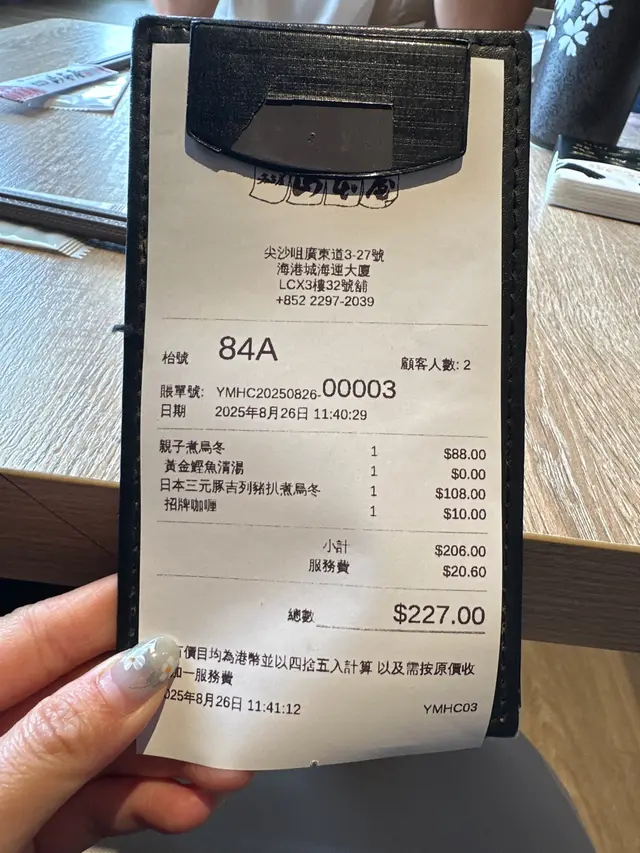 山本屋
尖沙咀廣東道3-27號
海港城海運大廈
LCX3樓32號舖
+852 2297-2039
枱號 84A 顧客人數: 2
賬單號: YMHC20250826-00003
日期 2025年8月26日 11:40:29
親子煮烏冬 1 $88.00
黃金鰹魚清湯 1 $0.00
日本三元豚吉列豬扒煮烏冬 1 $108.00
招牌咖喱 1 $10.00
小計 $206.00
服務費 $20.60
總數 $227.00
價目均為港幣並以四捨五入計算 以及需按原價收
加一服務費
025年8月26日 11:41:12 YMHC03